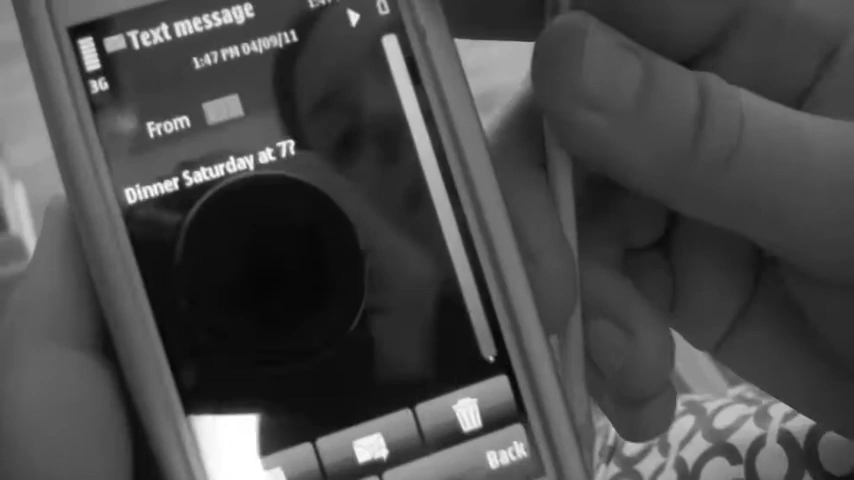 Text message
1:47 PM 04/09/11
3G
From
Dinner Saturday at 7?
Back